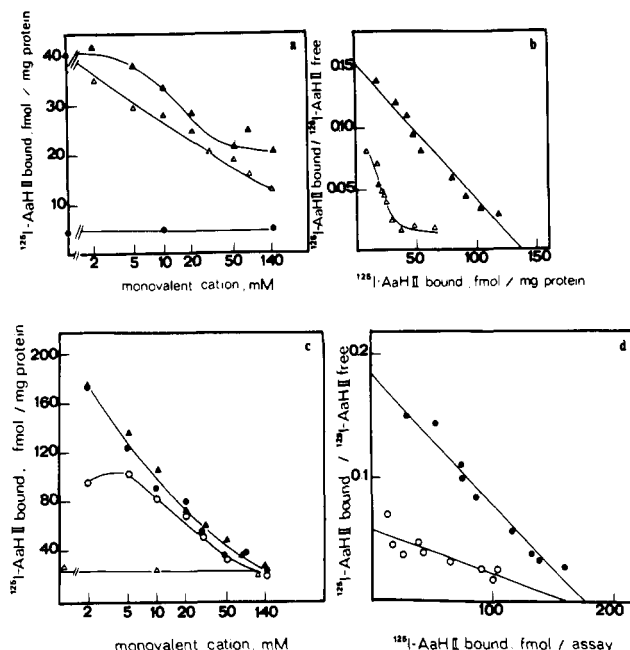 a
¹²⁵I-AaH II bound, fmol / mg protein
40
30
20
10
2 5 10 20 50 140
monovalent cation, mM
b
¹²⁵I-AaH II bound / ¹²⁵I-AaH II free
0.15
0.10
0.05
0 50 100 150
¹²⁵I-AaH II bound, fmol / mg protein
c
¹²⁵I-AaH II bound, fmol / mg protein
200
160
120
80
40
2 5 10 20 50 140
monovalent cation, mM
d
¹²⁵I-AaH II bound / ¹²⁵I-AaH II free
0.2
0.1
100 200
¹²⁵I-AaH II bound, fmol / assay